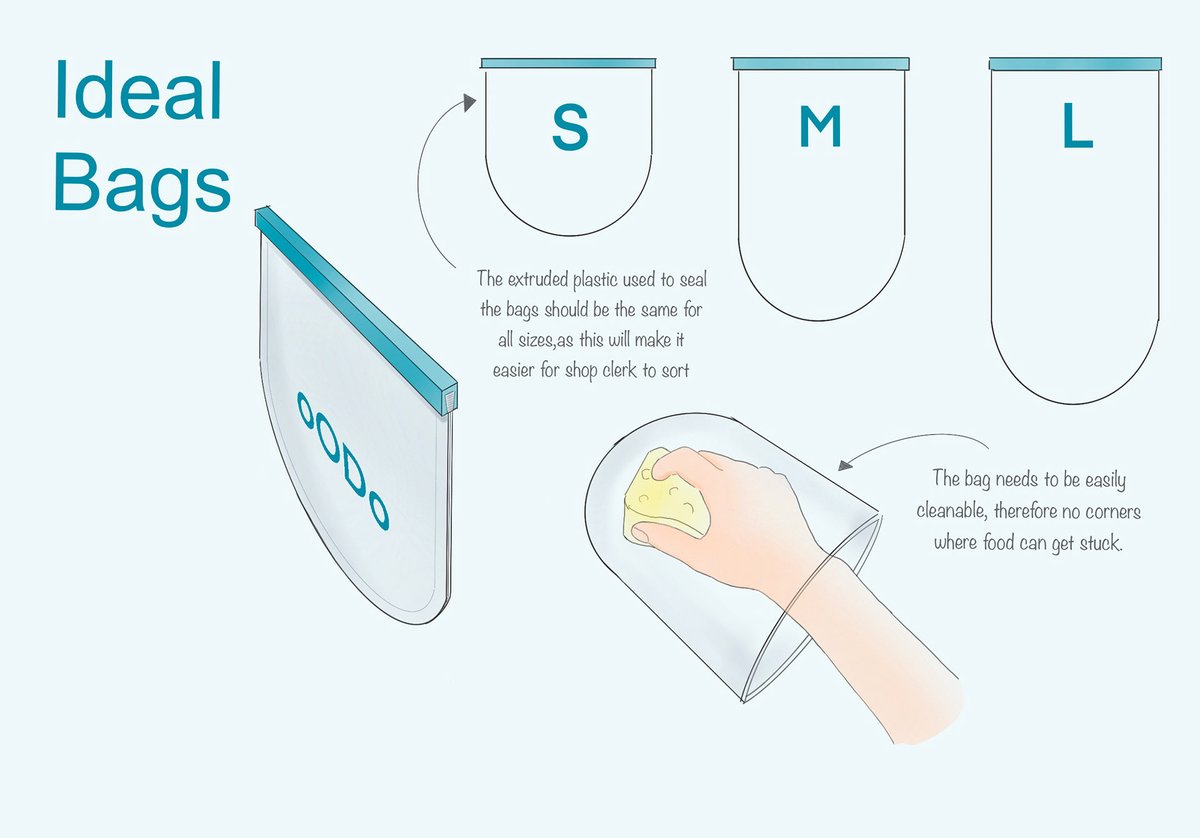 Ideal
Bags
S
M
L
The extruded plastic used to seal
the bags should be the same for
all sizes,as this will make it
easier for shop clerk to sort
oODo
The bag needs to be easily
cleanable, therefore no corners
where food can get stuck.